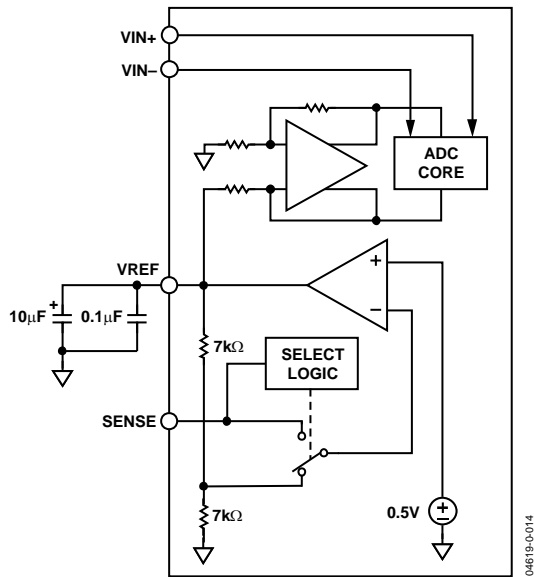 VIN+
VIN–
ADC
CORE
VREF
+
–
+
10μF
0.1μF
7kΩ
SELECT
LOGIC
SENSE
7kΩ
0.5V
+
–
04619-0-014